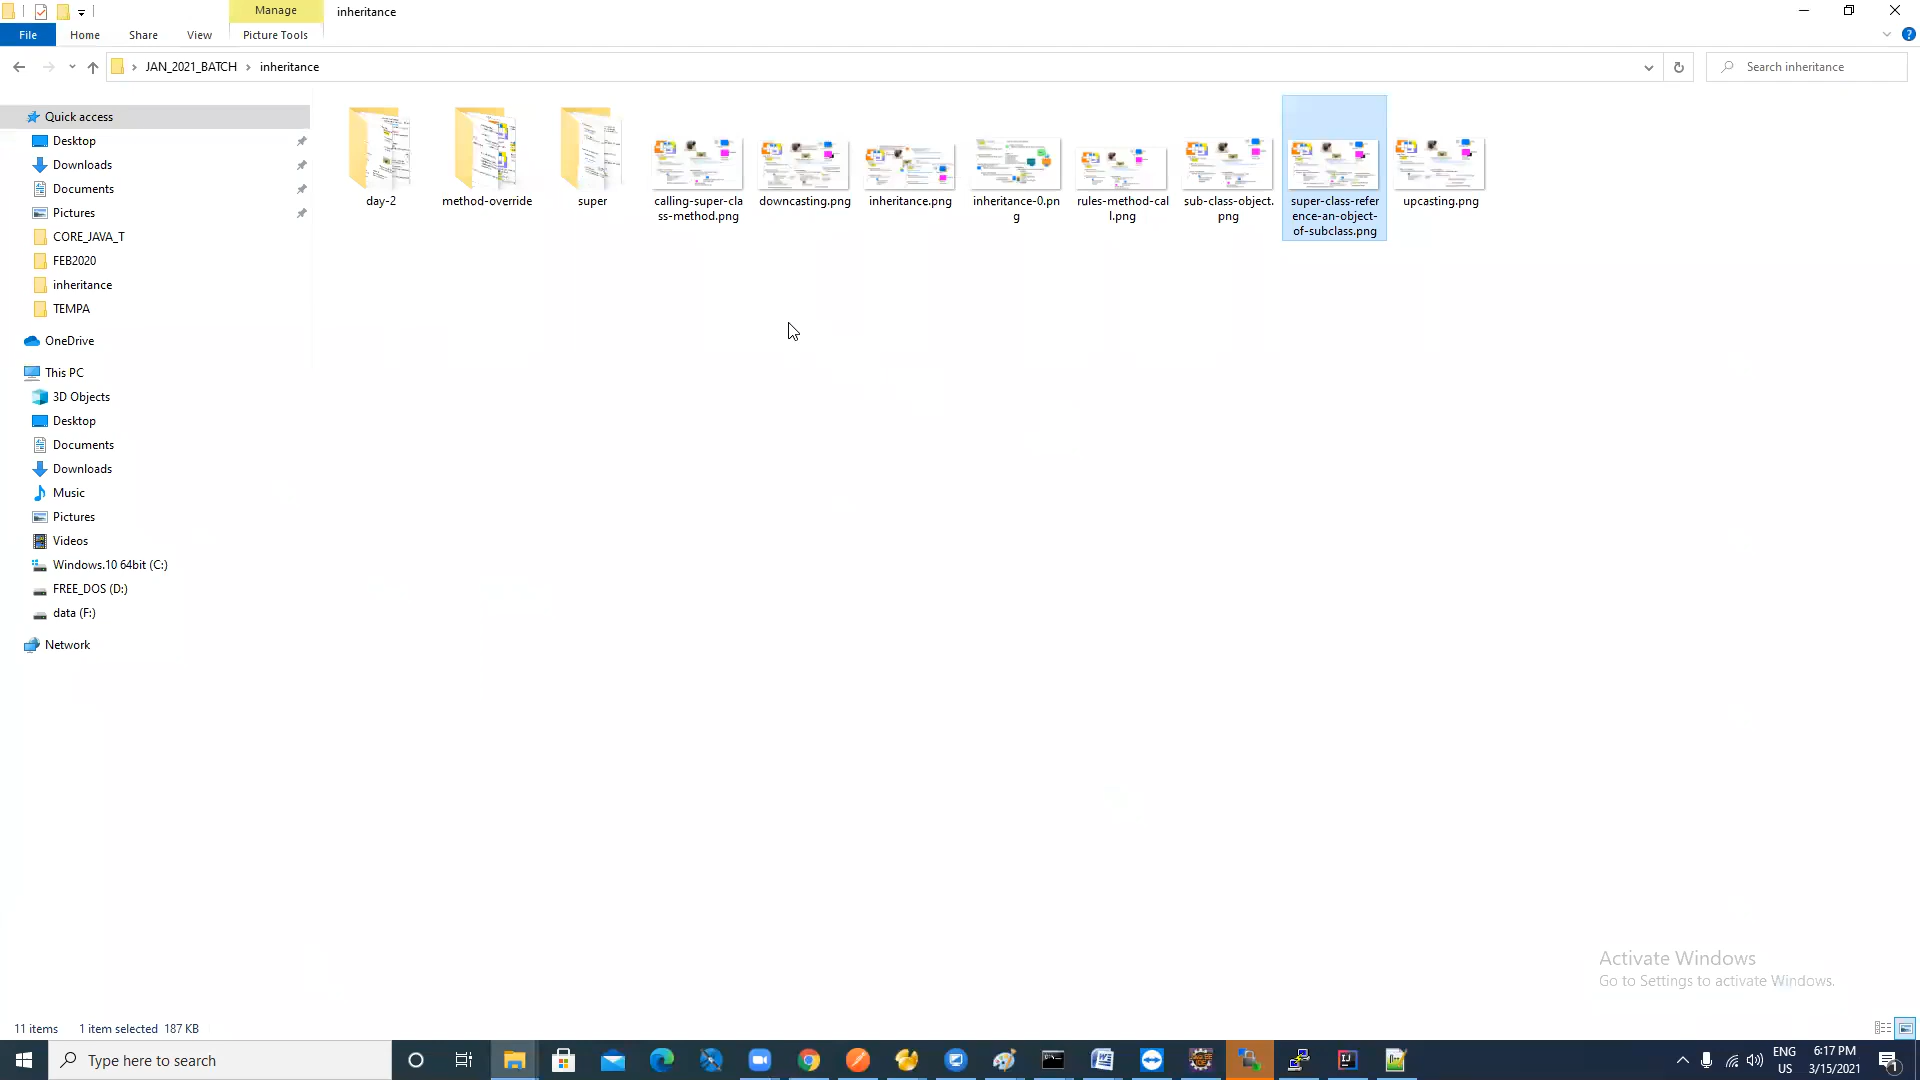 Manage
inheritance
File
Home
Share
View
Picture Tools
JAN_2021_BATCH
inheritance
Search inheritance
Quick access
Desktop
Downloads
Documents
Pictures
CORE_JAVA_T
FEB2020
inheritance
TEMPA
OneDrive
This PC
3D Objects
Desktop
Documents
Downloads
Music
Pictures
Videos
Windows.10 64bit (C:)
FREE_DOS (D:)
data (F:)
Network
day-2
method-override
super
calling-super-cla
ss-method.png
downcasting.png
inheritance.png
inheritance-0.pn
g
rules-method-cal
l.png
sub-class-object.
png
super-class-refer
ence-an-object-
of-subclass.png
upcasting.png
Activate Windows
Go to Settings to activate Windows.
11 items
1 item selected 187 KB
Type here to search
ENG
US
6:17 PM
3/15/2021